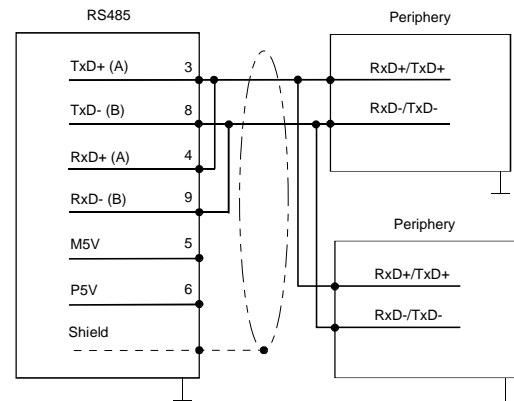 RS485
TxD+ (A) 3
TxD- (B) 8
RxD+ (A) 4
RxD- (B) 9
M5V 5
P5V 6
Shield
Periphery
RxD+/TxD+
RxD-/TxD-
Periphery
RxD+/TxD+
RxD-/TxD-